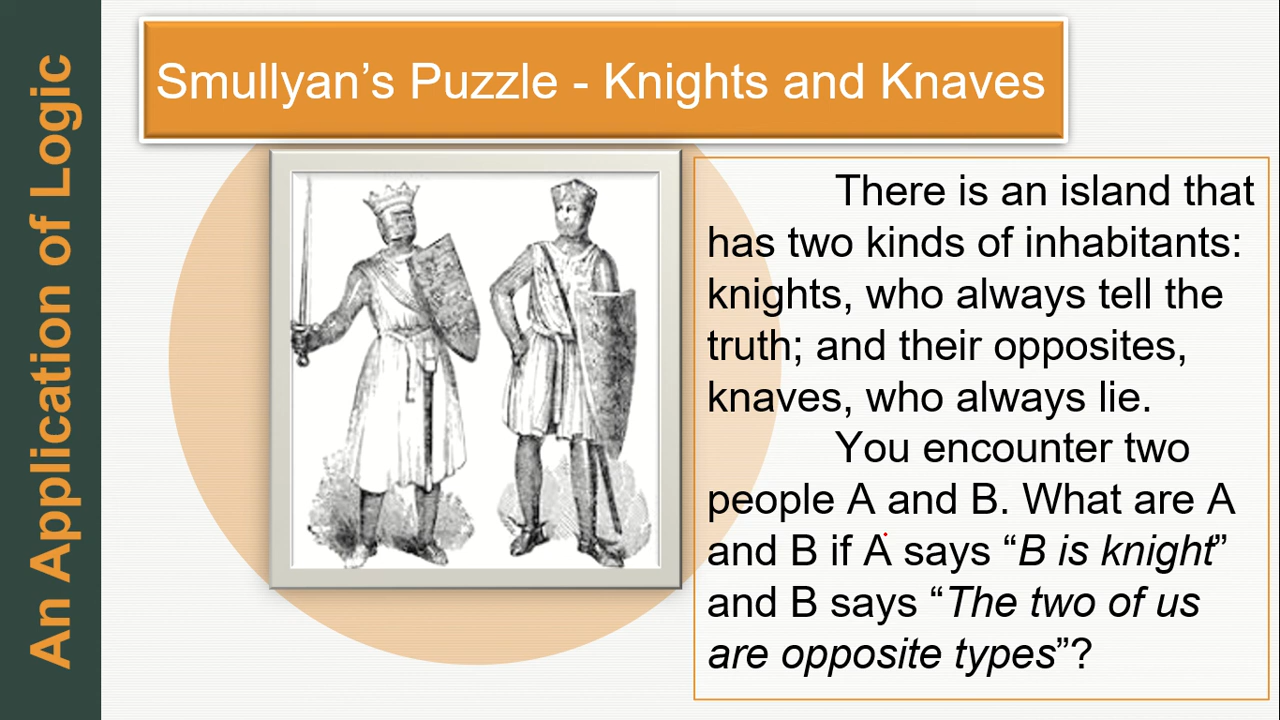 An Application of Logic
Smullyan’s Puzzle - Knights and Knaves
There is an island that
has two kinds of inhabitants:
knights, who always tell the
truth; and their opposites,
knaves, who always lie.
You encounter two
people A and B. What are A
and B if A says “B is knight”
and B says “The two of us
are opposite types”?